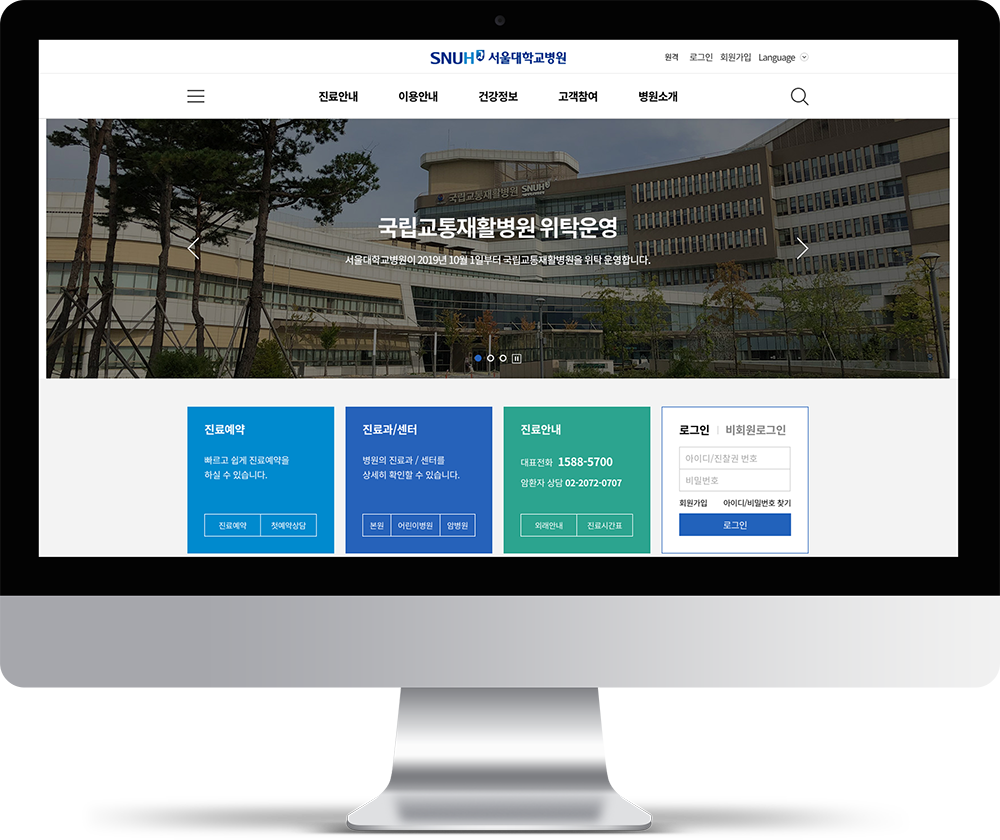 SNUH 서울대학교병원
원격 로그인 회원가입 Language
진료안내 이용안내 건강정보 고객참여 병원소개
국립교통재활병원 SNUH
국립교통재활병원 위탁운영
서울대학교병원이 2019년 10월 1일부터 국립교통재활병원을 위탁 운영합니다.
진료예약
빠르고 쉽게 진료예약을
하실 수 있습니다.
진료예약 첫예약상담
진료과/센터
병원의 진료과 / 센터를
상세히 확인할 수 있습니다.
본원 어린이병원 암병원
진료안내
대표전화 1588-5700
암환자 상담 02-2072-0707
외래안내 진료시간표
로그인 | 비회원로그인
아이디/진찰권 번호
비밀번호
회원가입 아이디/비밀번호 찾기
로그인